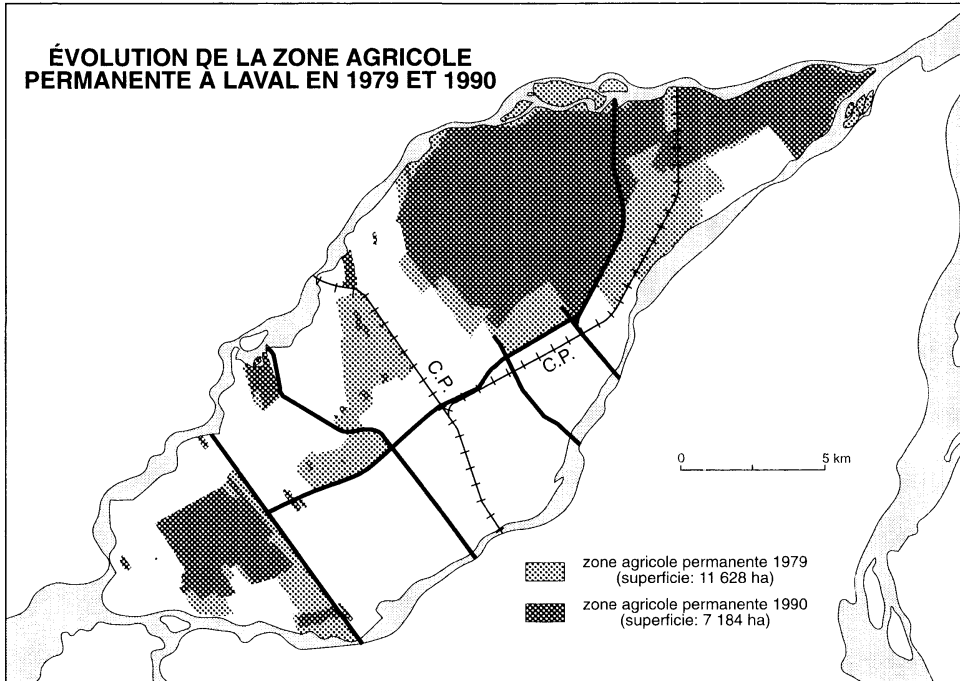 ÉVOLUTION DE LA ZONE AGRICOLE
PERMANENTE À LAVAL EN 1979 ET 1990
C.P.
C.P.
0 5 km
zone agricole permanente 1979
(superficie: 11 628 ha)
zone agricole permanente 1990
(superficie: 7 184 ha)